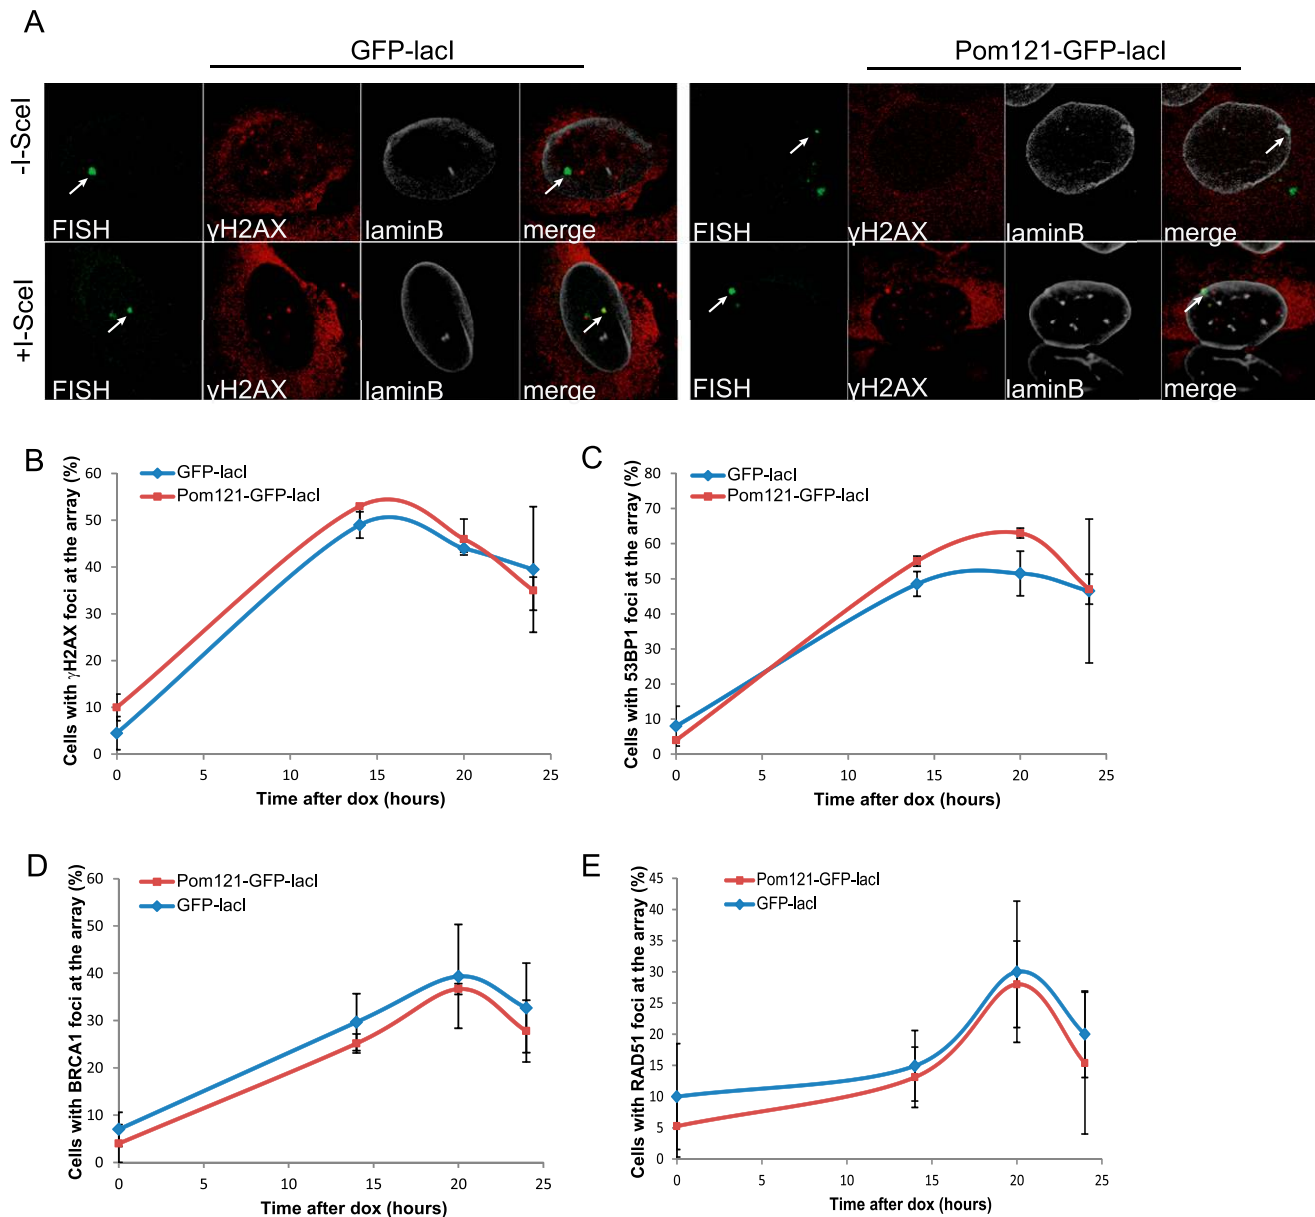 A
GFP-lacI
Pom121-GFP-lacI
-I-SceI
FISH
γH2AX
laminB
merge
FISH
γH2AX
laminB
merge
+I-SceI
FISH
γH2AX
laminB
merge
FISH
γH2AX
laminB
merge
B
Cells with γH2AX foci at the array (%)
60
50
40
30
20
10
0
GFP-lacI
Pom121-GFP-lacI
0 5 10 15 20 25
Time after dox (hours)
C
Cells with 53BP1 foci at the array (%)
80
70
60
50
40
30
20
10
0
GFP-lacI
Pom121-GFP-lacI
0 5 10 15 20 25
Time after dox (hours)
D
Cells with BRCA1 foci at the array (%)
60
50
40
30
20
10
0
Pom121-GFP-lacI
GFP-lacI
0 5 10 15 20 25
Time after dox (hours)
E
Cells with RAD51 foci at the array (%)
45
40
35
30
25
20
15
10
5
0
Pom121-GFP-lacI
GFP-lacI
0 5 10 15 20 25
Time after dox (hours)